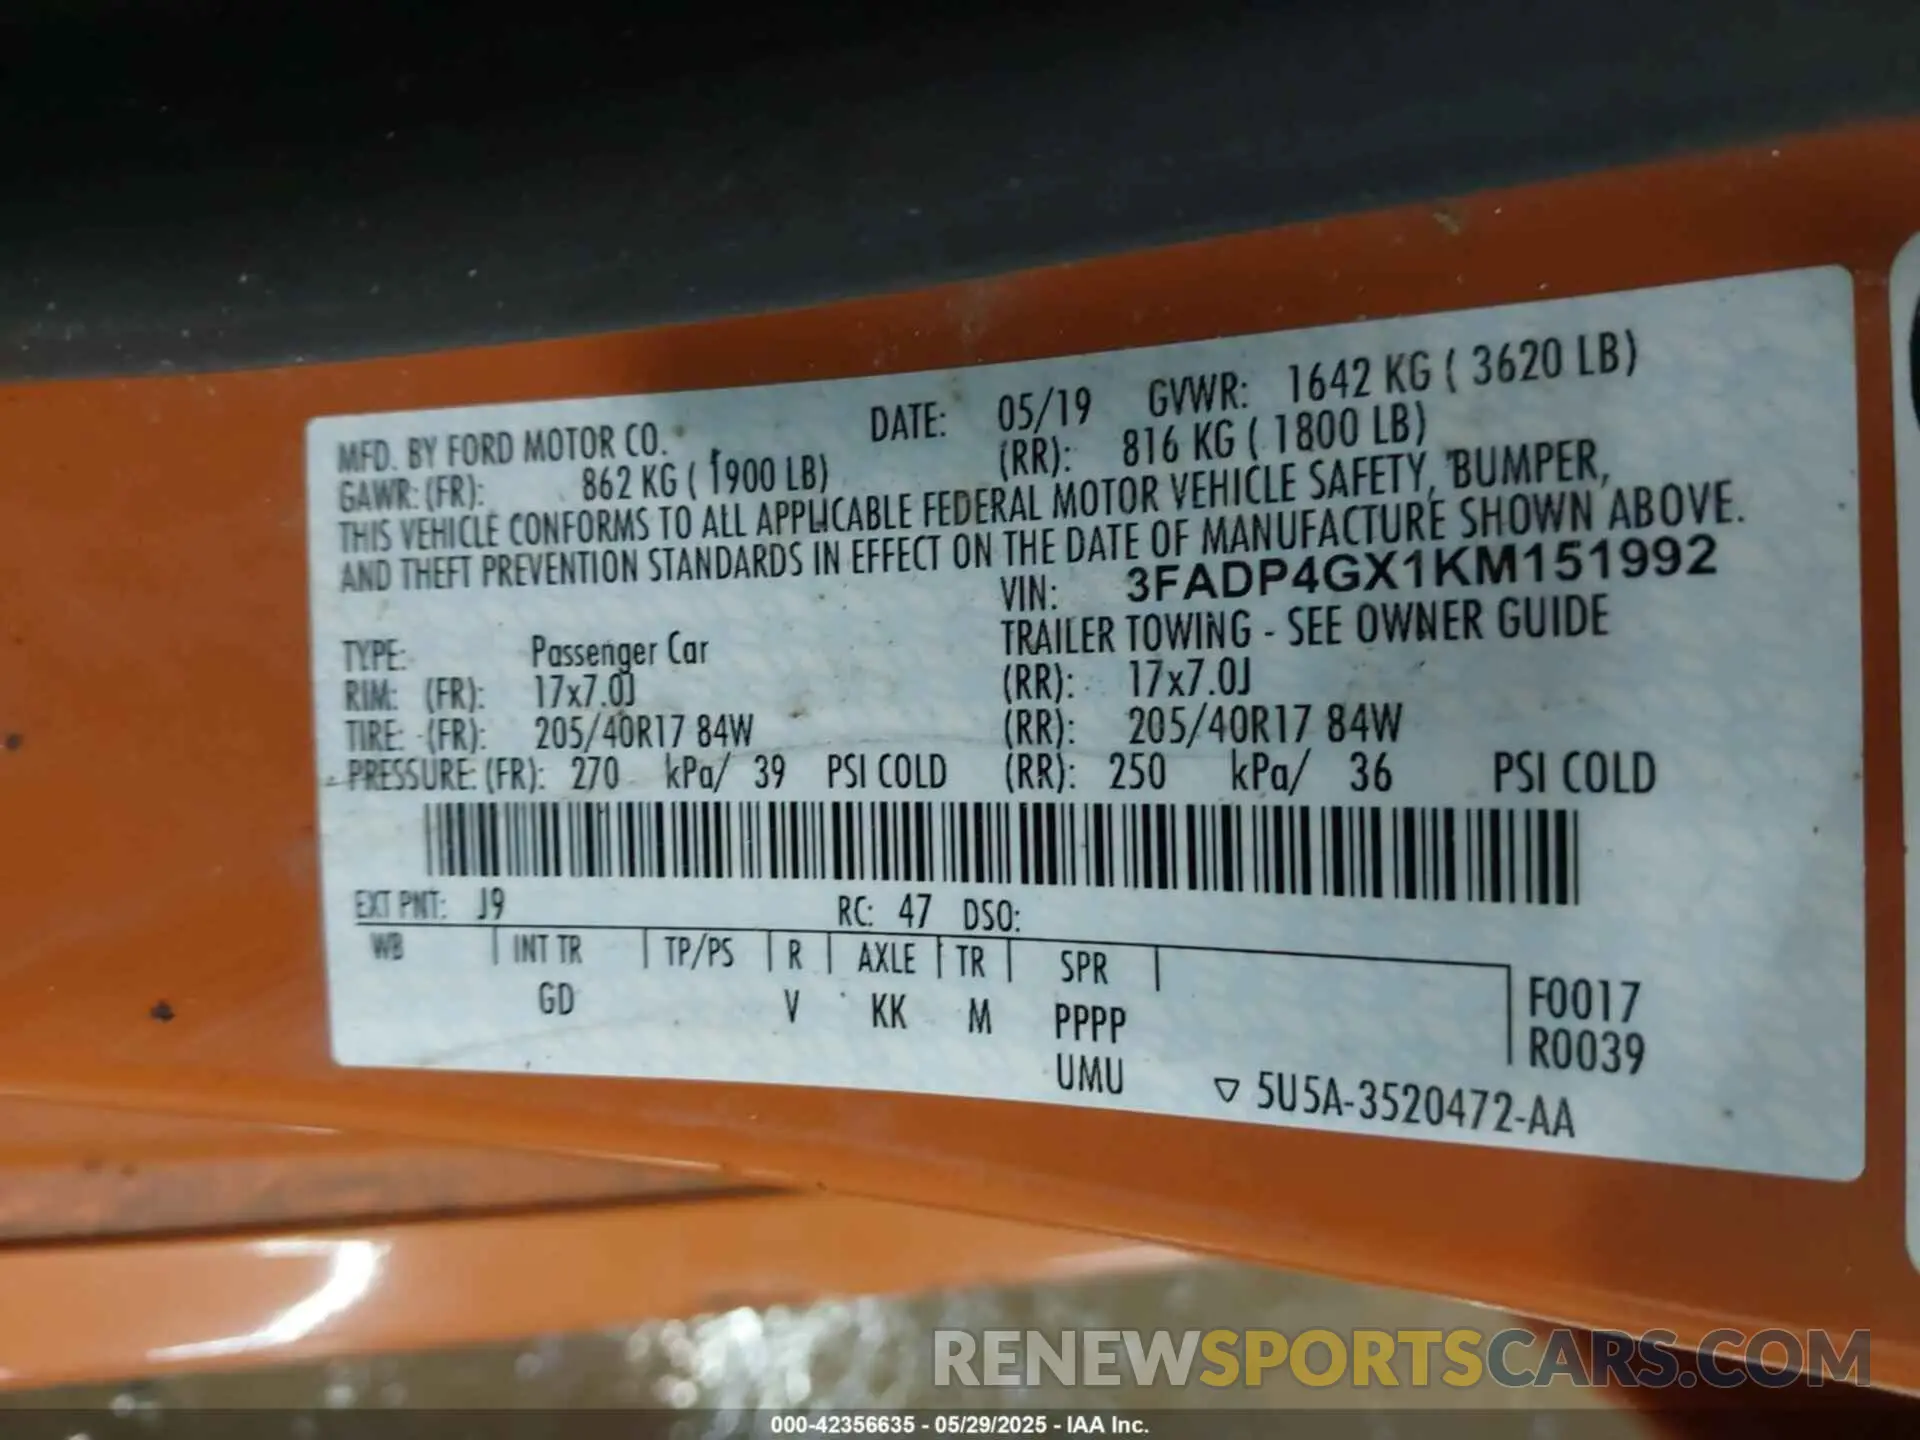 MFD. BY FORD MOTOR CO. DATE: 05/19 GVWR: 1642 KG ( 3620 LB)
GAWR: (FR): 862 KG ( 1900 LB) (RR): 816 KG ( 1800 LB)
THIS VEHICLE CONFORMS TO ALL APPLICABLE FEDERAL MOTOR VEHICLE SAFETY, BUMPER,
AND THEFT PREVENTION STANDARDS IN EFFECT ON THE DATE OF MANUFACTURE SHOWN ABOVE.
VIN: 3FADP4GX1KM151992
TYPE: Passenger Car TRAILER TOWING - SEE OWNER GUIDE
RIM: (FR): 17x7.0J (RR): 17x7.0J
TIRE: (FR): 205/40R17 84W (RR): 205/40R17 84W
PRESSURE: (FR): 270 kPa/ 39 PSI COLD (RR): 250 kPa/ 36 PSI COLD
EXT PNT: J9 RC: 47 DSO:
WB | INT TR | TP/PS | R | AXLE | TR | SPR |
GD V KK M PPPP F0017
UMU R0039
▽ 5U5A-3520472-AA
RENEWSPORTSCARS.COM
000-42356635 - 05/29/2025 - IAA Inc.